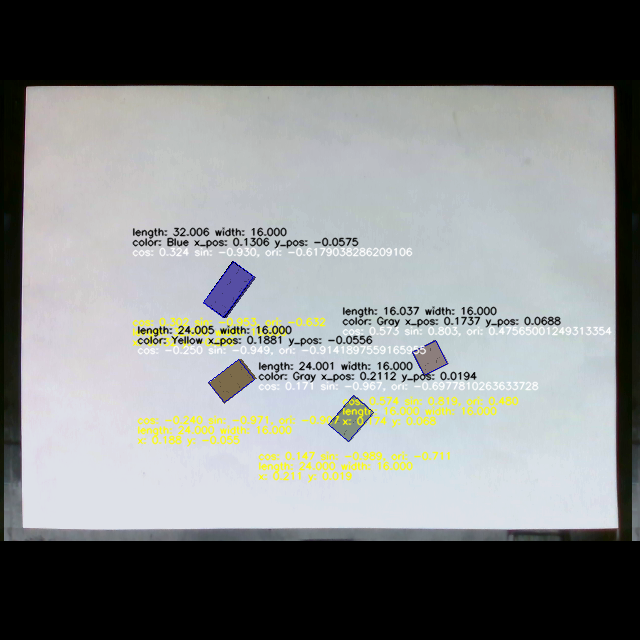 length: 32.006 width: 16.000
color: Blue x_pos: 0.1306 y_pos: -0.0575
cos: 0.324 sin: -0.930, ori: -0.6179038286209106
cos: 0.302 sin: -0.953, ori: -0.632
length: 16.037 width: 16.000
color: Gray x_pos: 0.1737 y_pos: 0.0688
cos: 0.573 sin: 0.803, ori: 0.47565001249313354
length: 24.005 width: 16.000
color: Yellow x_pos: 0.1881 y_pos: -0.0556
cos: -0.250 sin: -0.949, ori:
length: 24.001 width: 16.000
color: Gray x_pos: 0.2112 y_pos: 0.0194
cos: 0.171 sin: -0.967, ori: -0.6977810263633728
cos: 0.574 sin: 0.819, ori: 0.480
length: 16.000 width: 16.000
x: 0.174 y: 0.069
cos: -0.240 sin: -0.971, ori:
length: 24.000 width: 16.000
x: 0.188 y: -0.055
cos: 0.147 sin: -0.989, ori: -0.711
length: 24.000 width: 16.000
x: 0.211 y: 0.019